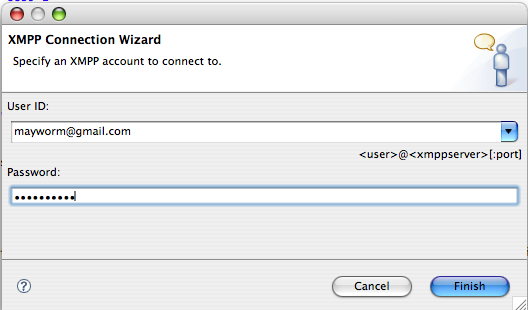 XMPP Connection Wizard
Specify an XMPP account to connect to.
User ID:
mayworm@gmail.com
<user>@<xmppserver>[:port]
Password:
••••••••••
?
Cancel
Finish